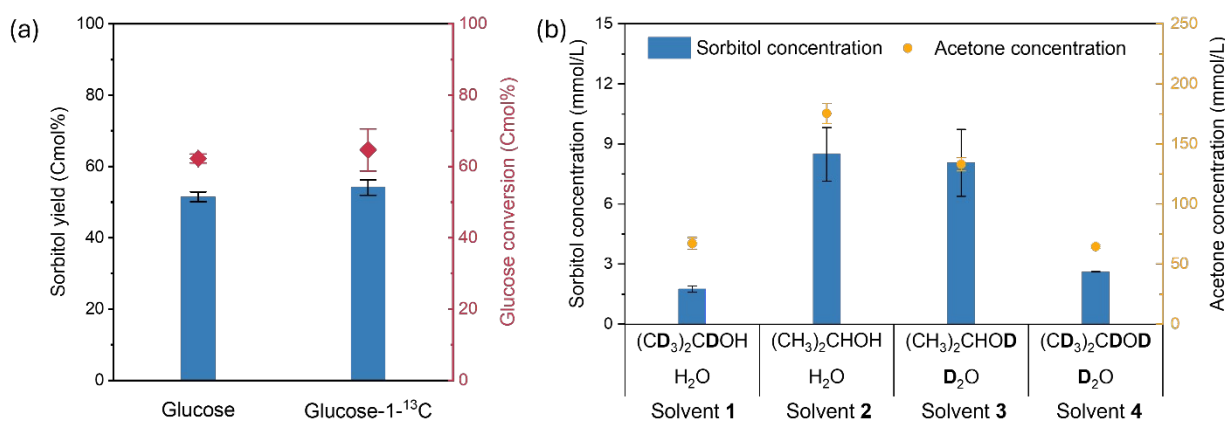 (a)
100
80
60
40
20
0
Sorbitol yield (Cmol%)
100
80
60
40
20
0
Glucose conversion (Cmol%)
Glucose
Glucose-1-¹³C
(b)
15
12
9
6
3
0
Sorbitol concentration (mmol/L)
Sorbitol concentration
Acetone concentration
250
200
150
100
50
0
Acetone concentration (mmol/L)
(CD₃)₂CDOH (CH₃)₂CHOH (CH₃)₂CHOD (CD₃)₂CDOD
H₂O H₂O D₂O D₂O
Solvent 1 Solvent 2 Solvent 3 Solvent 4